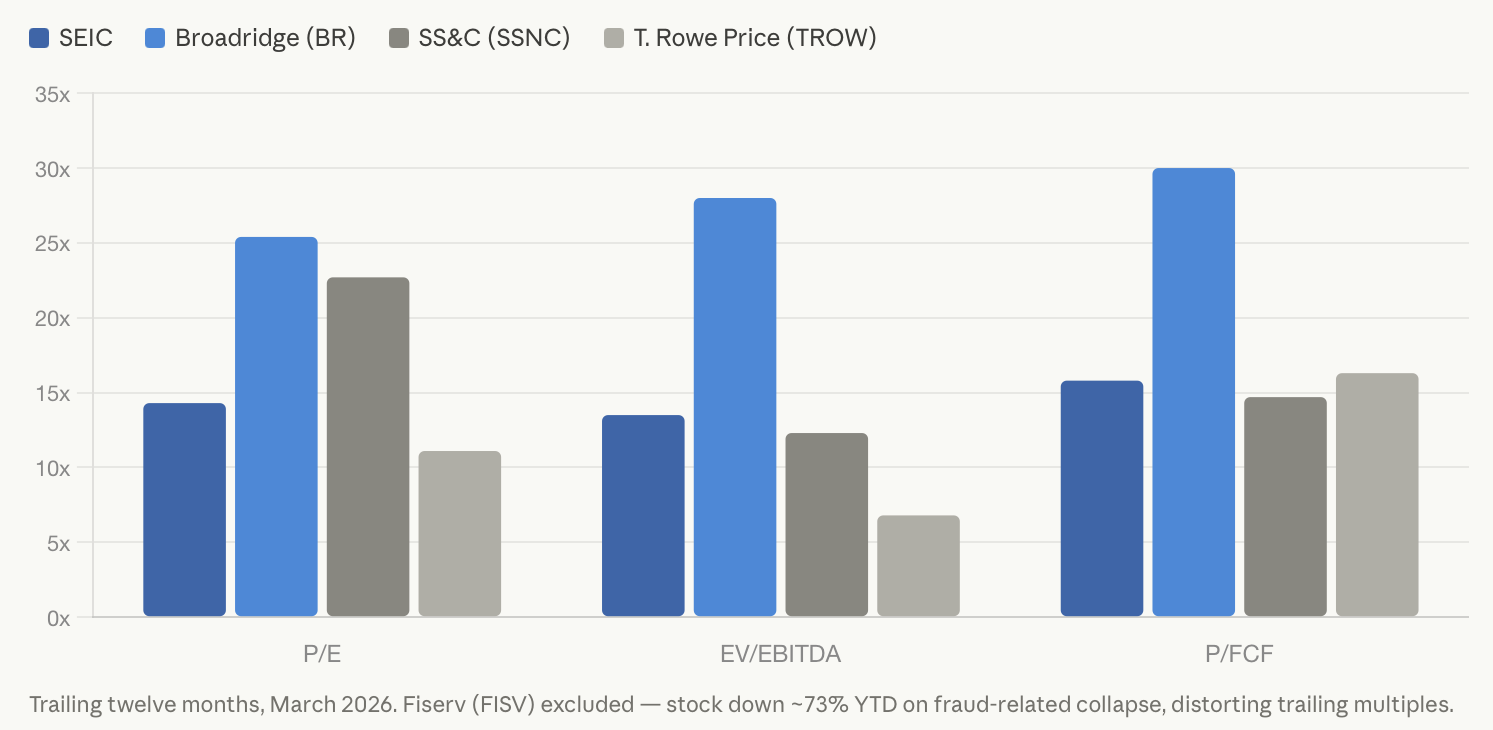 SEIC Broadridge (BR) SS&C (SSNC) T. Rowe Price (TROW)
35x
30x
25x
20x
15x
10x
5x
0x
P/E EV/EBITDA P/FCF
Trailing twelve months, March 2026. Fiserv (FISV) excluded — stock down ~73% YTD on fraud-related collapse, distorting trailing multiples.